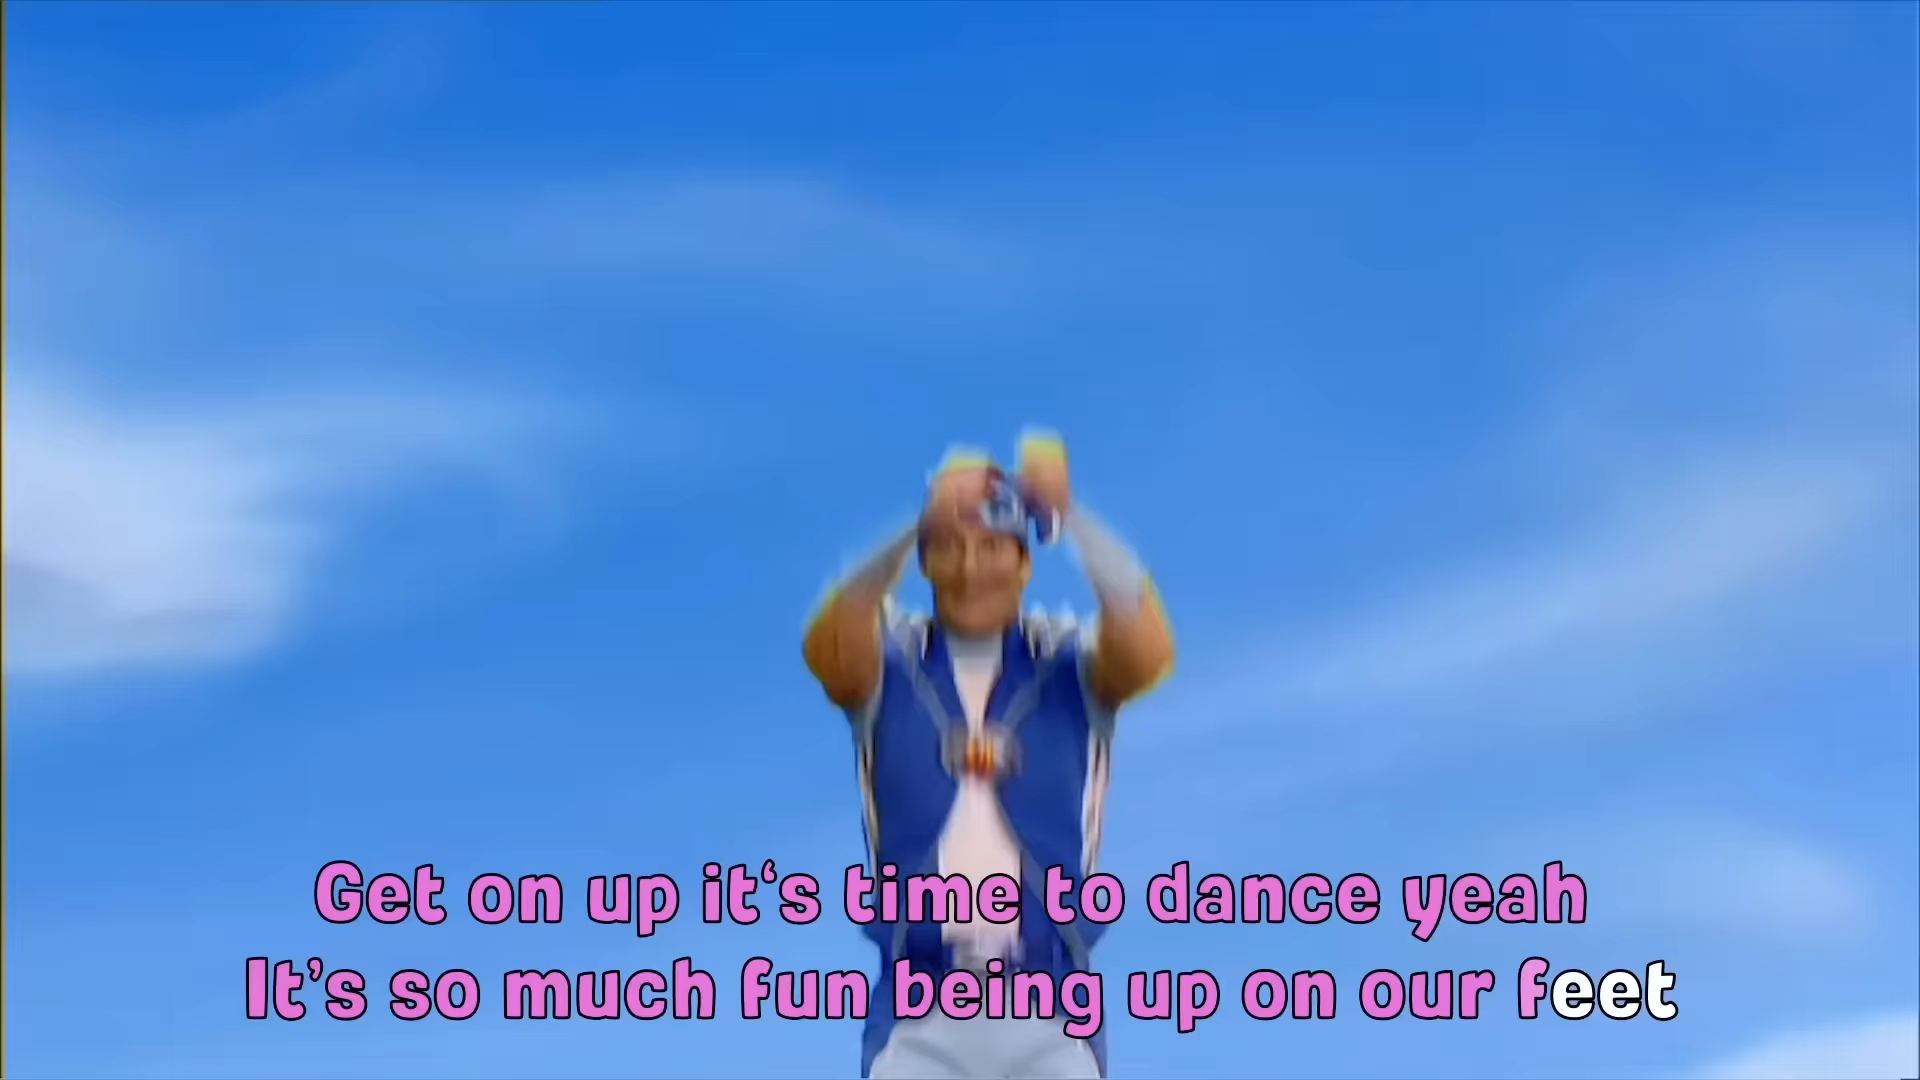 Get on up it‘s time to dance yeah
It’s so much fun being up on our feet